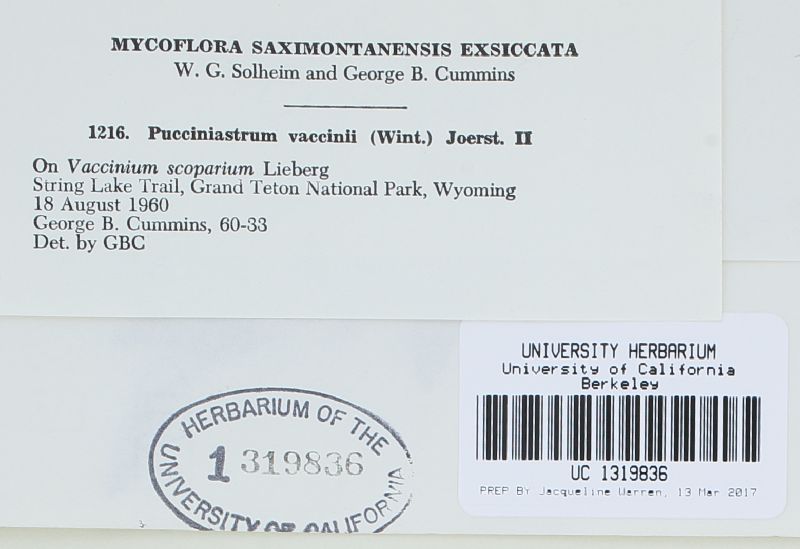 MYCOFLORA SAXIMONTANENSIS EXSICCATA
W. G. Solheim and George B. Cummins
1216. Pucciniastrum vaccinii (Wint.) Joerst. II
On Vaccinium scoparium Lieberg
String Lake Trail, Grand Teton National Park, Wyoming
18 August 1960
George B. Cummins, 60-33
Det. by GBC
UNIVERSITY HERBARIUM
University of California
Berkeley
UC 1319836
PREP BY Jacqueline Warren, 13 Mar 2017
HERBARIUM OF THE
1 319836
UNIVERSITY OF CALIFORNIA